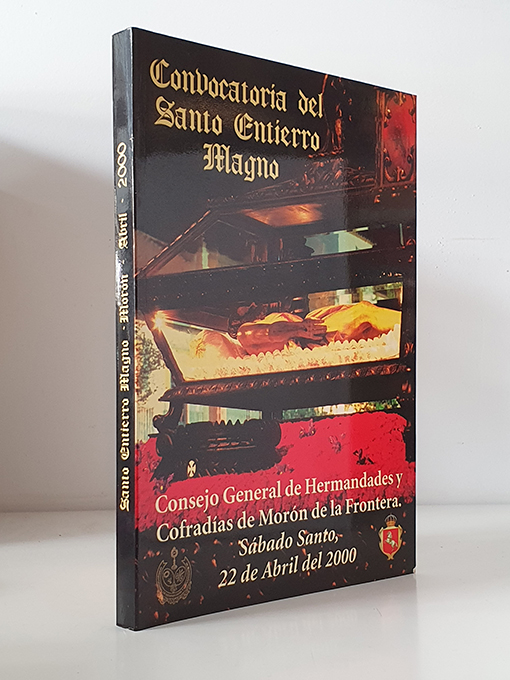 Convocatoria del
Santo Entierro
Magno
Consejo General de Hermandades y
Cofradías de Morón de la Frontera.
Sábado Santo,
22 de Abril del 2000
Santo Entierro Magno - Morón - Abril - 2000